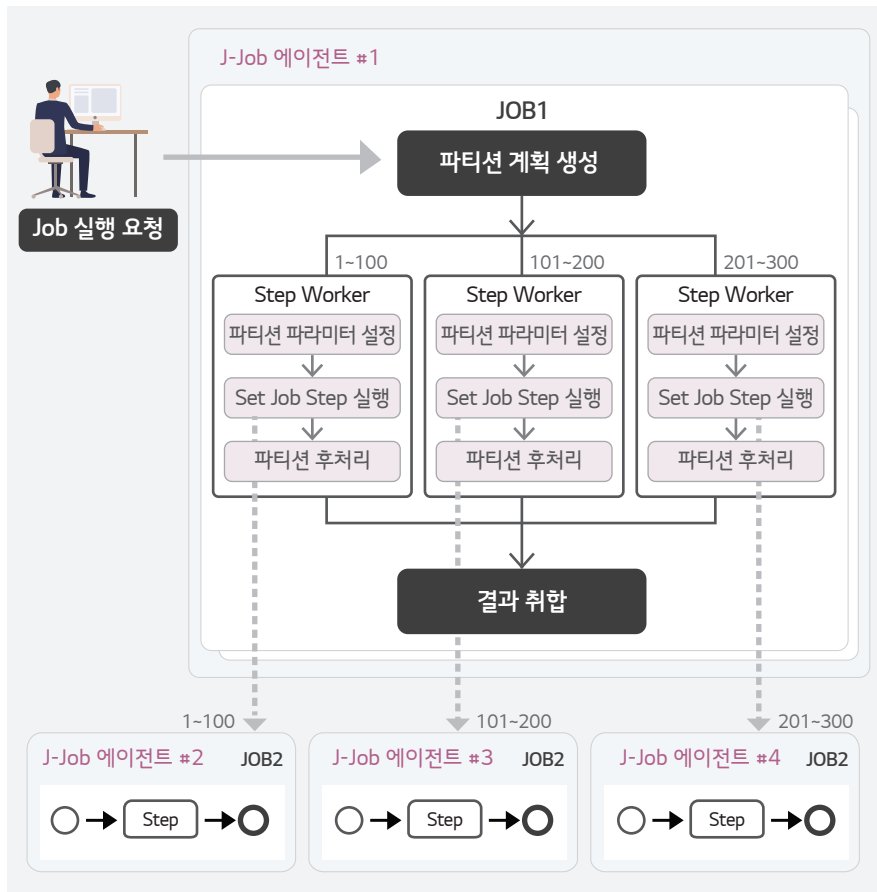 J-Job 에이전트 #1
JOB1
파티션 계획 생성
Job 실행 요청
1~100
101~200
201~300
Step Worker
파티션 파라미터 설정
Set Job Step 실행
파티션 후처리
Step Worker
파티션 파라미터 설정
Set Job Step 실행
파티션 후처리
Step Worker
파티션 파라미터 설정
Set Job Step 실행
파티션 후처리
결과 취합
1~100
101~200
201~300
J-Job 에이전트 #2 JOB2
Step
J-Job 에이전트 #3 JOB2
Step
J-Job 에이전트 #4 JOB2
Step